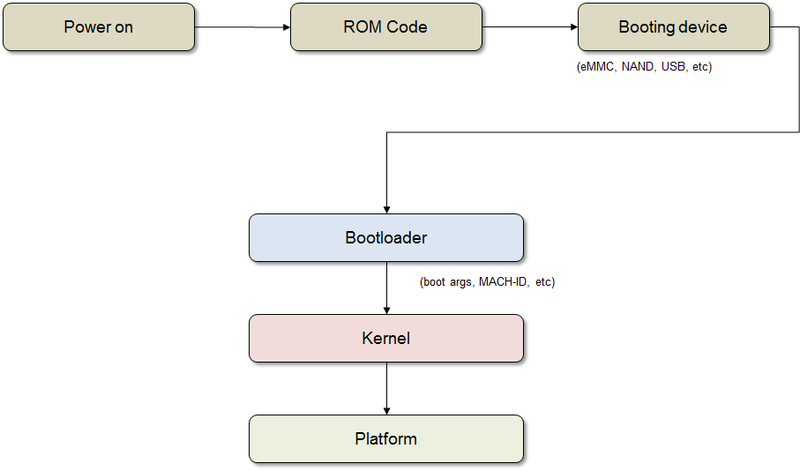 Power on
ROM Code
Booting device
(eMMC, NAND, USB, etc)
Bootloader
(boot args, MACH-ID, etc)
Kernel
Platform